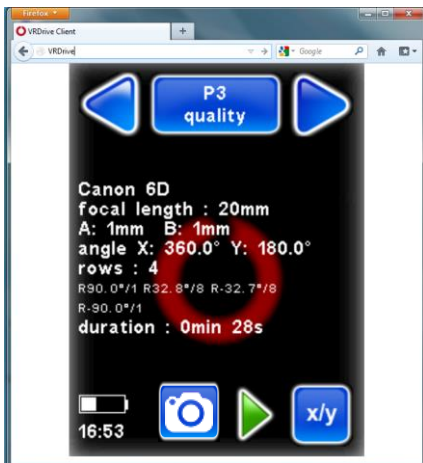 Firefox
VRDrive Client
VRDrive
Google
P3
quality
Canon 6D
focal length : 20mm
A: 1mm B: 1mm
angle X: 360.0° Y: 180.0°
rows : 4
R90.0°/1 R32.8°/8 R-32.7°/8
R-90.0°/1
duration : 0min 28s
16:53
x/y